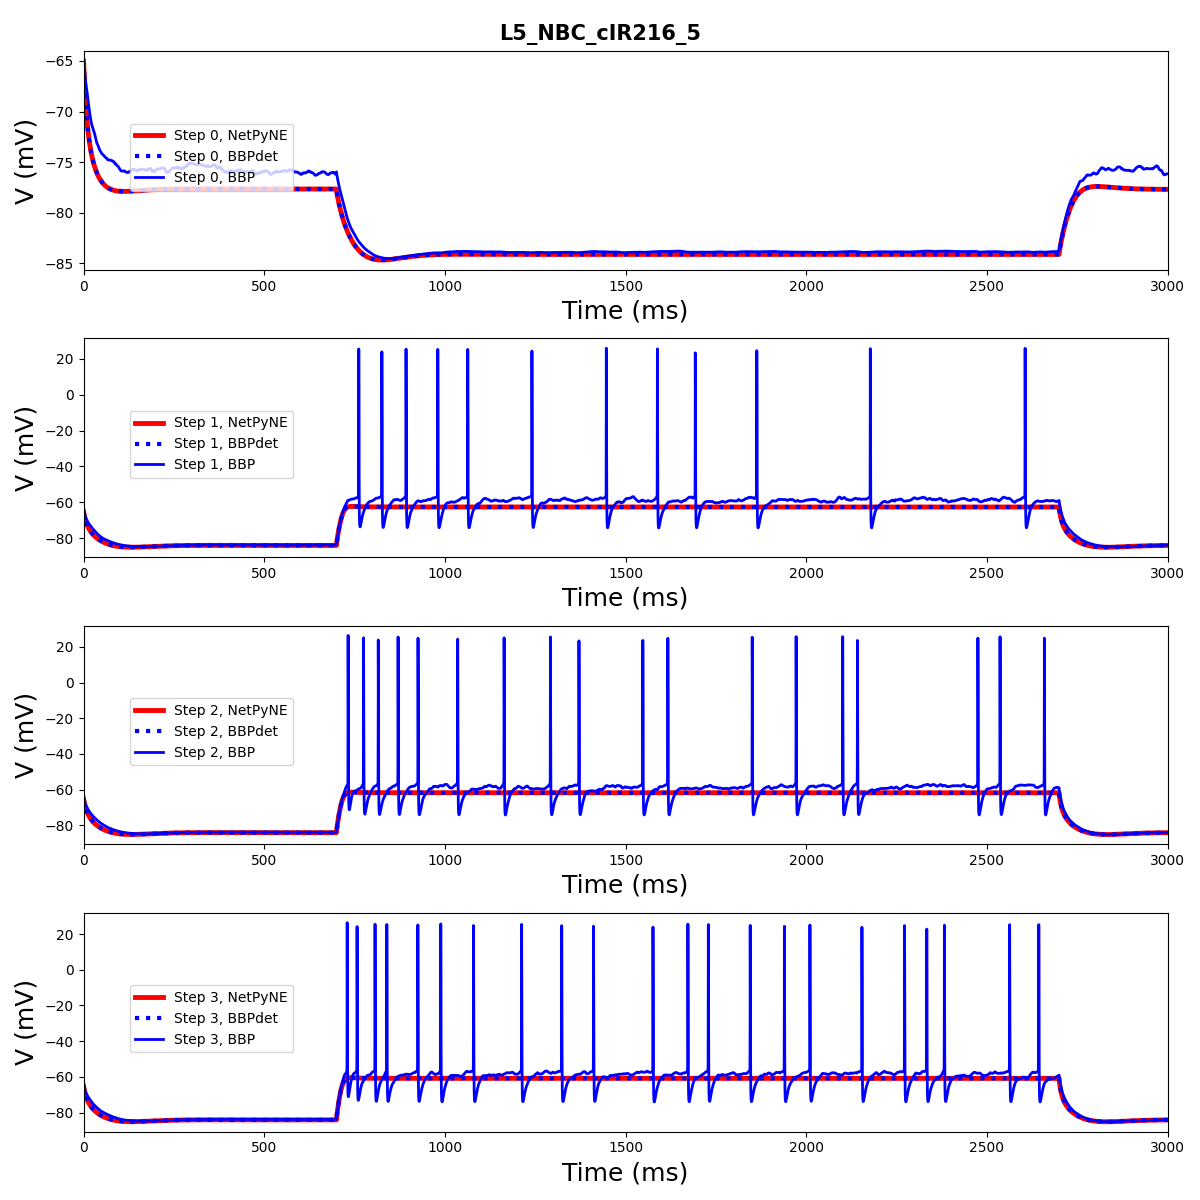 L5_NBC_cIR216_5
−65
−70
−75
−80
−85
V (mV)
Step 0, NetPyNE
Step 0, BBPdet
Step 0, BBP
0 500 1000 1500 2000 2500 3000
Time (ms)
20
0
−20
−40
−60
−80
V (mV)
Step 1, NetPyNE
Step 1, BBPdet
Step 1, BBP
0 500 1000 1500 2000 2500 3000
Time (ms)
20
0
−20
−40
−60
−80
V (mV)
Step 2, NetPyNE
Step 2, BBPdet
Step 2, BBP
0 500 1000 1500 2000 2500 3000
Time (ms)
20
0
−20
−40
−60
−80
V (mV)
Step 3, NetPyNE
Step 3, BBPdet
Step 3, BBP
0 500 1000 1500 2000 2500 3000
Time (ms)